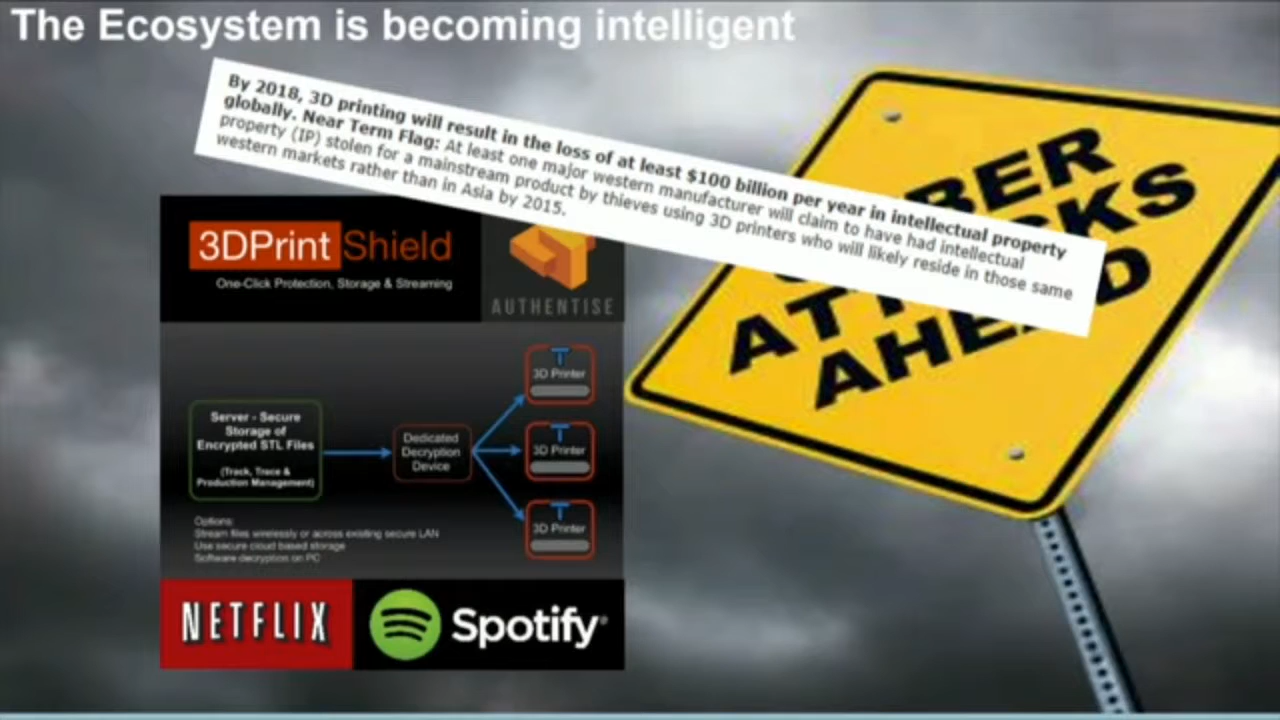 The Ecosystem is becoming intelligent
By 2018, 3D printing will result in the loss of at least $100 billion per year in intellectual property
globally. Near Term Flag: At least one major western manufacturer will claim to have had intellectual
property (IP) stolen for a mainstream product by thieves using 3D printers who will likely reside in those same
western markets rather than in Asia by 2015.
BER
CKS
ATT
AHEAD
3DPrint Shield
One-Click Protection, Storage & Streaming
AUTHENTISE
Server - Secure
Storage of
Encrypted STL Files
(Track, Trace &
Production Management)
Dedicated
Decryption
Device
3D Printer
3D Printer
3D Printer
Options:
Stream files wirelessly or across existing secure LAN
Use secure cloud based storage
Software decryption on PC
NETFLIX
Spotify®